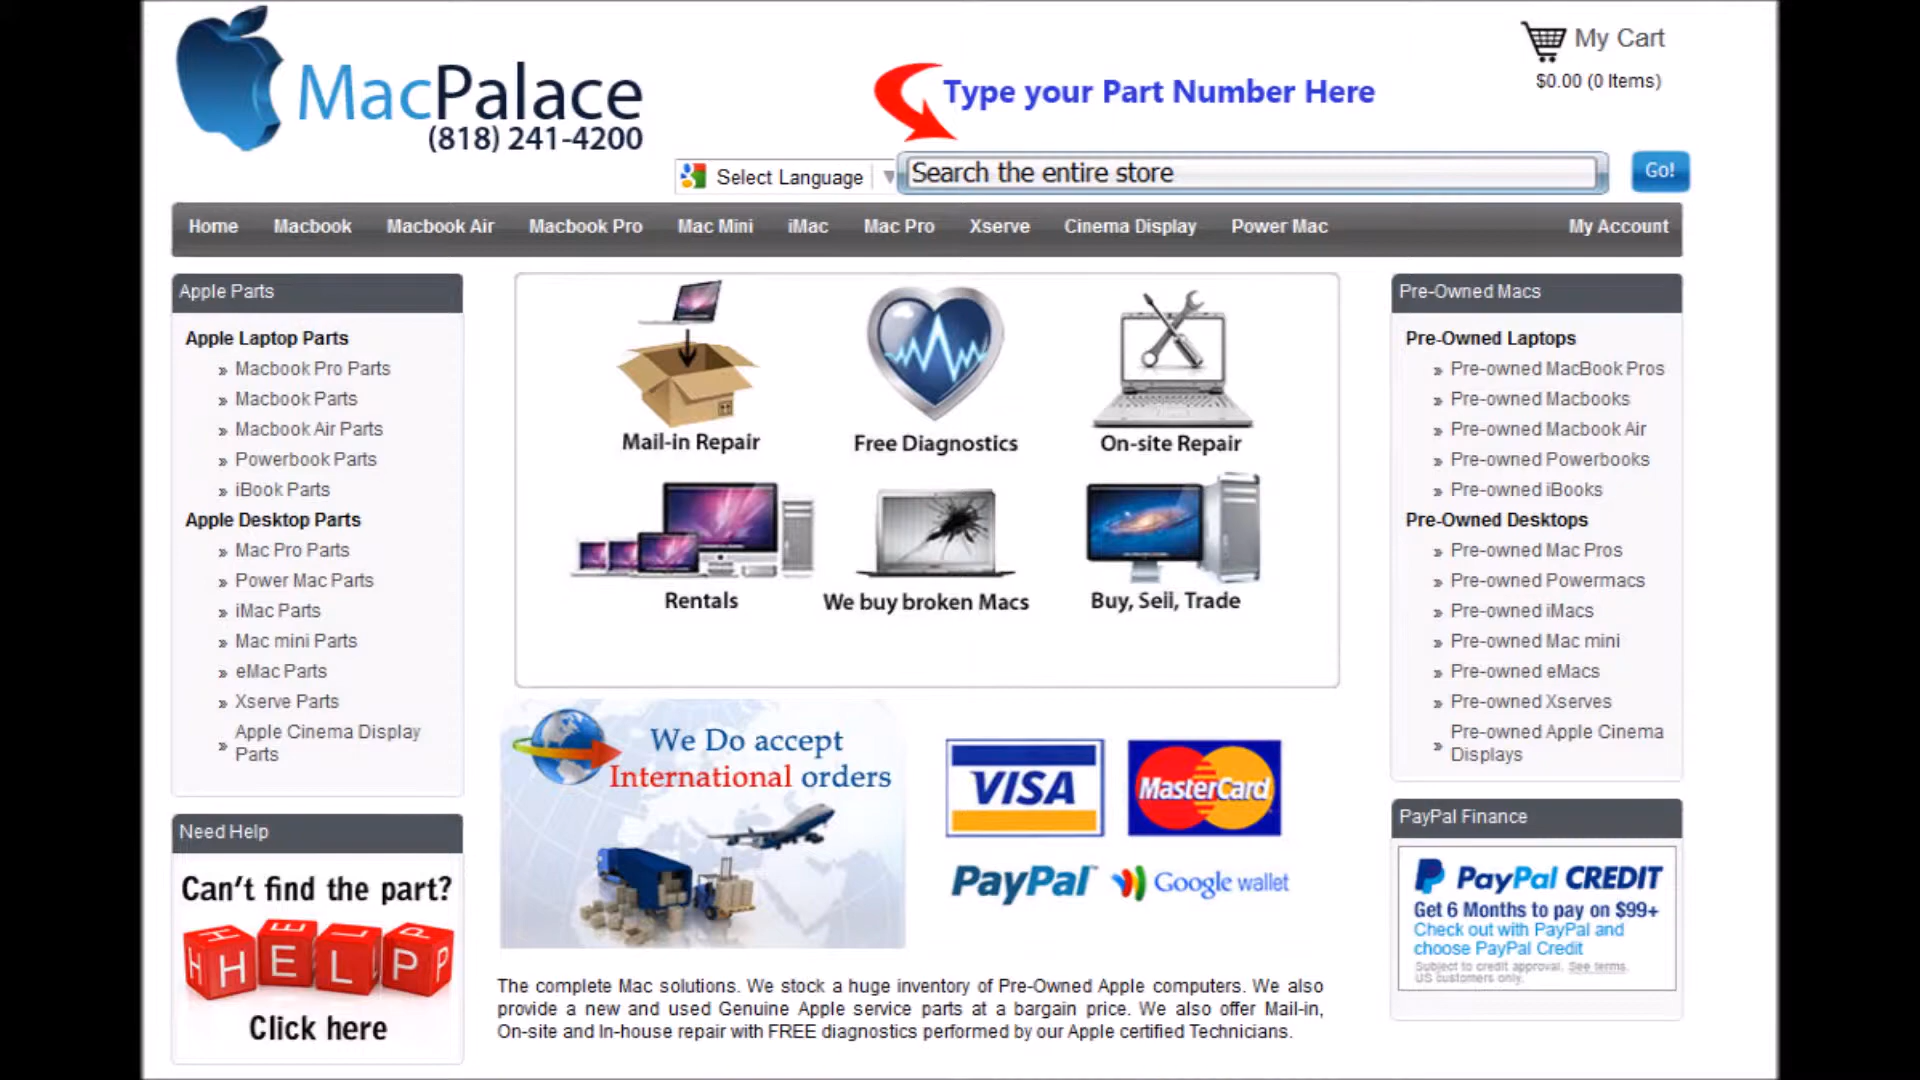 MacPalace
(818) 241-4200
Type your Part Number Here
My Cart
$0.00 (0 Items)
Select Language
Search the entire store
Go!
Home Macbook Macbook Air Macbook Pro Mac Mini iMac Mac Pro Xserve Cinema Display Power Mac My Account
Apple Parts
Apple Laptop Parts
» Macbook Pro Parts
» Macbook Parts
» Macbook Air Parts
» Powerbook Parts
» iBook Parts
Apple Desktop Parts
» Mac Pro Parts
» Power Mac Parts
» iMac Parts
» Mac mini Parts
» eMac Parts
» Xserve Parts
» Apple Cinema Display
Parts
Need Help
Can't find the part?
HELP
Click here
Mail-in Repair
Free Diagnostics
On-site Repair
Rentals
We buy broken Macs
Buy, Sell, Trade
We Do accept
International orders
VISA
MasterCard
PayPal™
Google wallet
The complete Mac solutions. We stock a huge inventory of Pre-Owned Apple computers. We also
provide a new and used Genuine Apple service parts at a bargain price. We also offer Mail-in,
On-site and In-house repair with FREE diagnostics performed by our Apple certified Technicians.
Pre-Owned Macs
Pre-Owned Laptops
» Pre-owned MacBook Pros
» Pre-owned Macbooks
» Pre-owned Macbook Air
» Pre-owned Powerbooks
» Pre-owned iBooks
Pre-Owned Desktops
» Pre-owned Mac Pros
» Pre-owned Powermacs
» Pre-owned iMacs
» Pre-owned Mac mini
» Pre-owned eMacs
» Pre-owned Xserves
» Pre-owned Apple Cinema
Displays
PayPal Finance
PayPal CREDIT
Get 6 Months to pay on $99+
Check out with PayPal and
choose PayPal Credit
Subject to credit approval. See terms.
US customers only.